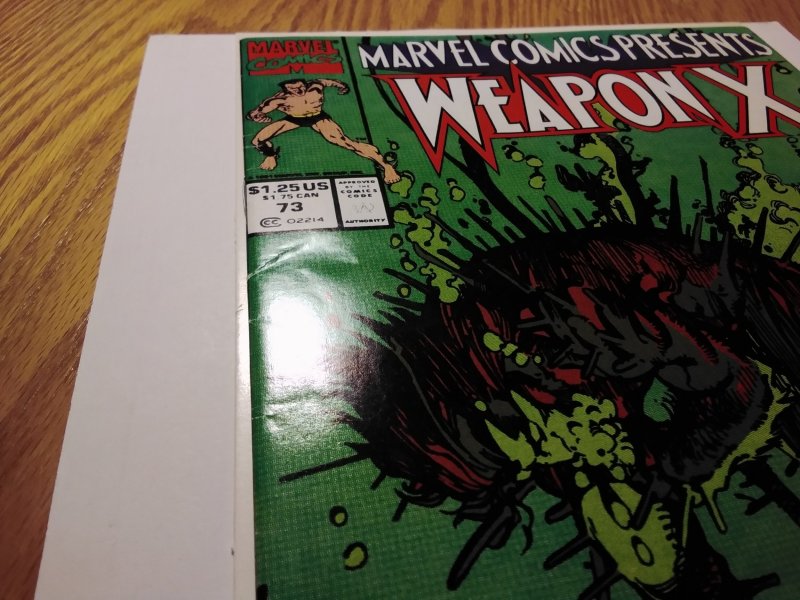 MARVEL
COMICS
MARVEL COMICS PRESENTS
WEAPON X
$1.25 US
$1.75 CAN
73
CC 02214
APPROVED
BY THE
COMICS
CODE
AUTHORITY